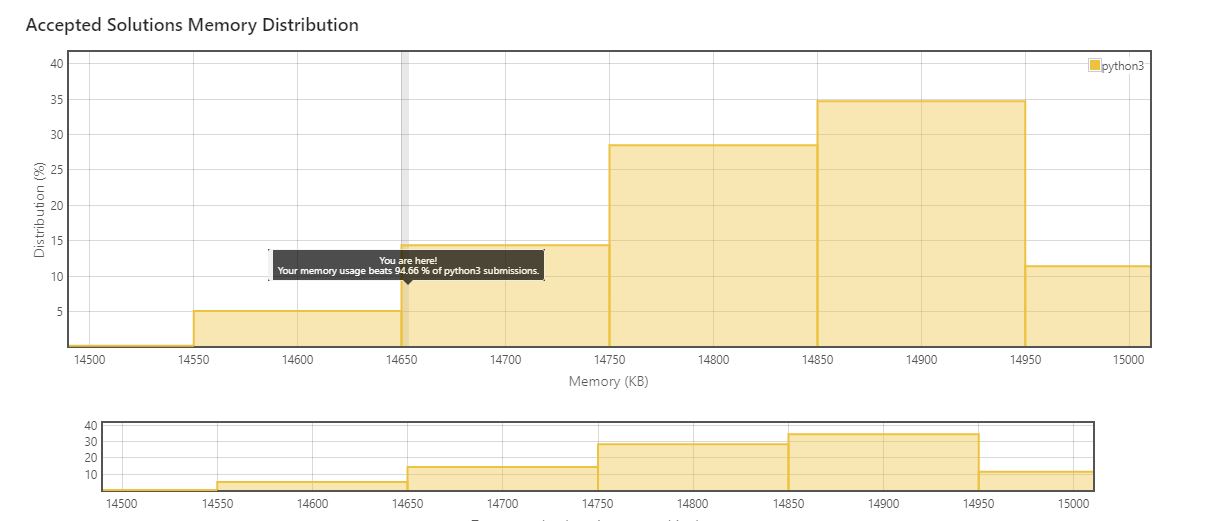 Accepted Solutions Memory Distribution
40
python3
35
30
25
20
15
10
5
Distribution (%)
You are here!
Your memory usage beats 94.66 % of python3 submissions.
14500 14550 14600 14650 14700 14750 14800 14850 14900 14950 15000
Memory (KB)
40
30
20
10
14500 14550 14600 14650 14700 14750 14800 14850 14900 14950 15000